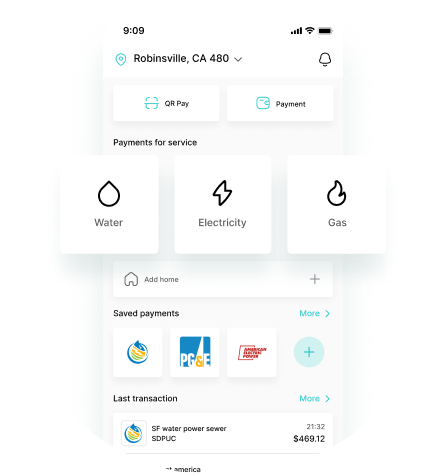 9:09
Robinsville, CA 480
QR Pay
Payment
Payments for service
Water
Electricity
Gas
Add home
Saved payments
More
PG&E
AMERICAN
ELECTRIC
POWER
Last transaction
More
SF water power sewer
21:32
SDPUC
$469.12
america